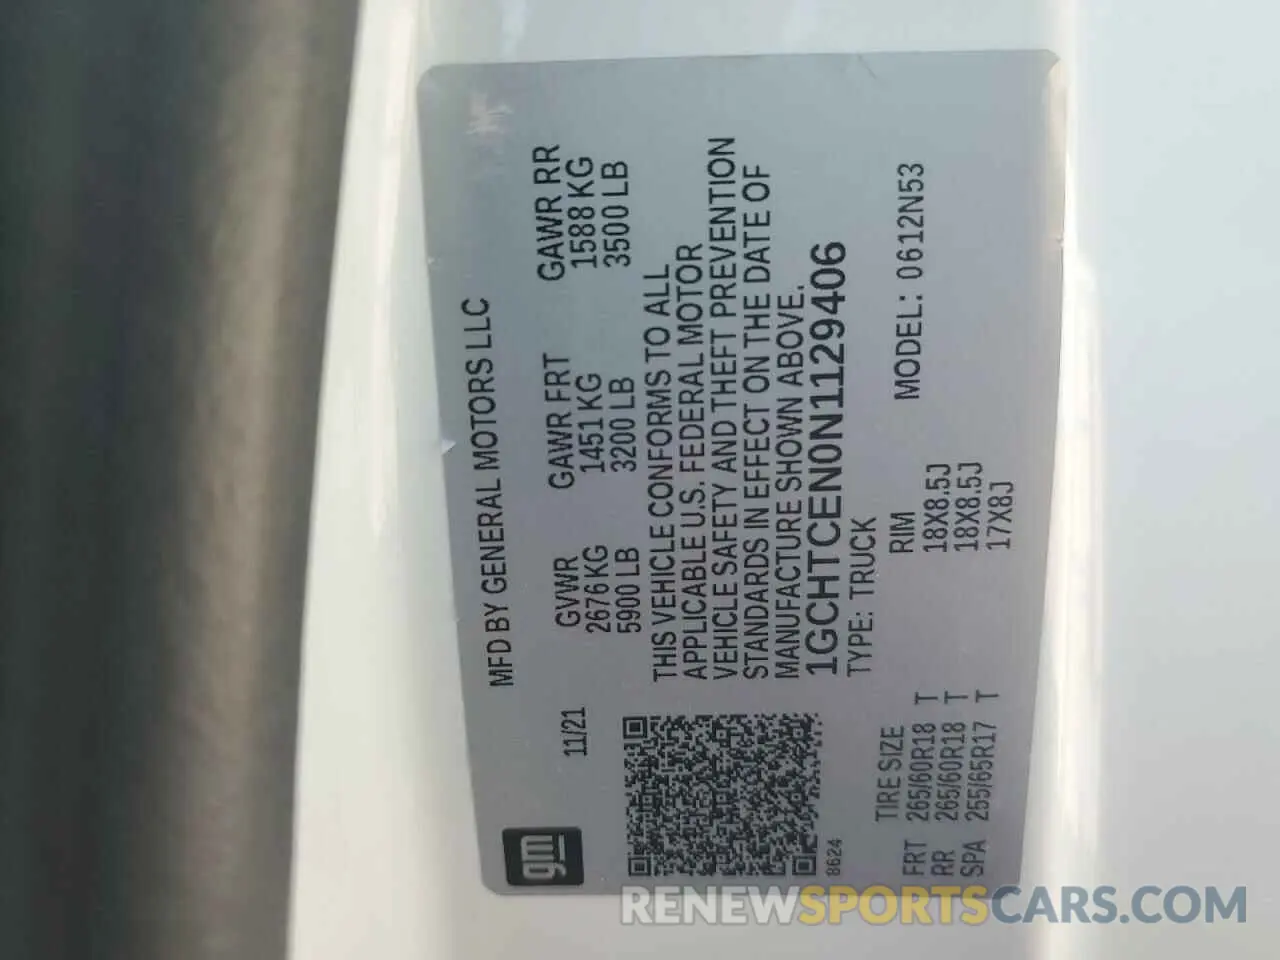 MFD BY GENERAL MOTORS LLC
gm
11/21
GVWR GAWR FRT GAWR RR
2676 KG 1451 KG 1588 KG
5900 LB 3200 LB 3500 LB
THIS VEHICLE CONFORMS TO ALL
APPLICABLE U.S. FEDERAL MOTOR
VEHICLE SAFETY AND THEFT PREVENTION
STANDARDS IN EFFECT ON THE DATE OF
MANUFACTURE SHOWN ABOVE.
1GCHTCEN0N1129406
8624
TYPE: TRUCK
TIRE SIZE RIM MODEL: 0612N53
FRT 265/60R18 T 18X8.5J
RR 265/60R18 T 18X8.5J
SPA 255/65R17 T 17X8J
RENEWSPORTSCARS.COM